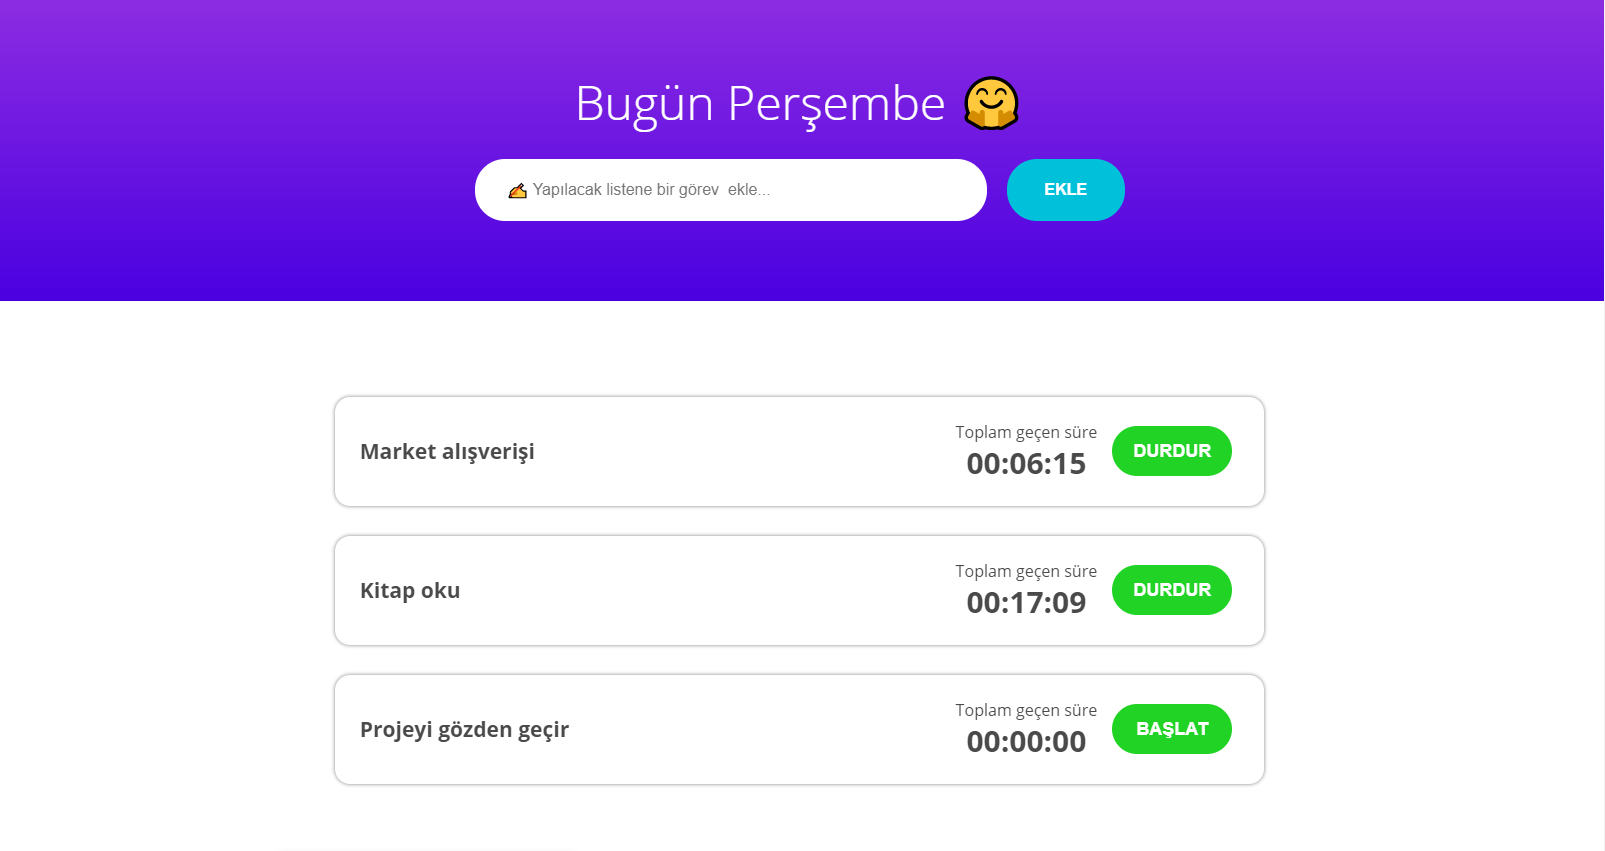 Bugün Perşembe 🤗
✍ Yapılacak listene bir görev  ekle...
EKLE
Market alışverişi
Toplam geçen süre
00:06:15
DURDUR
Kitap oku
Toplam geçen süre
00:17:09
DURDUR
Projeyi gözden geçir
Toplam geçen süre
00:00:00
BAŞLAT